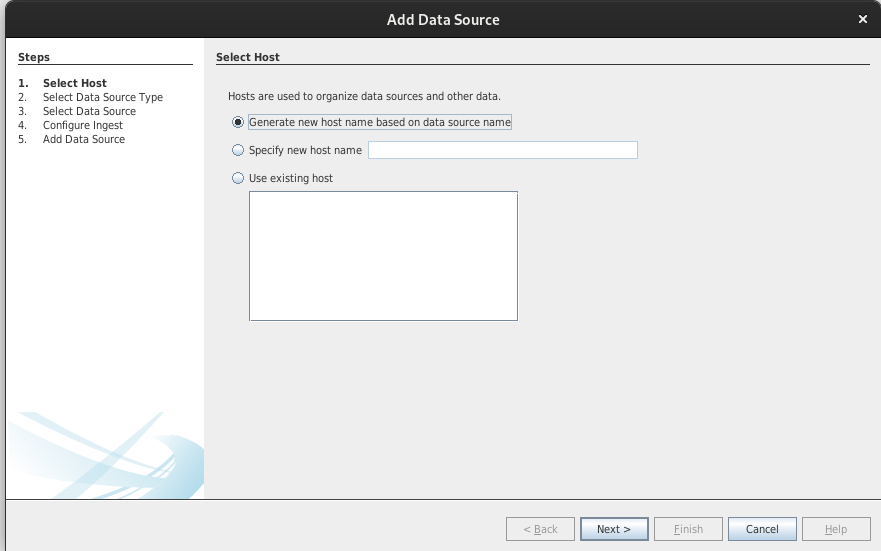 Add Data Source
Steps
1. Select Host
2. Select Data Source Type
3. Select Data Source
4. Configure Ingest
5. Add Data Source
Select Host
Hosts are used to organize data sources and other data.
Generate new host name based on data source name
Specify new host name
Use existing host
< Back Next > Finish Cancel Help